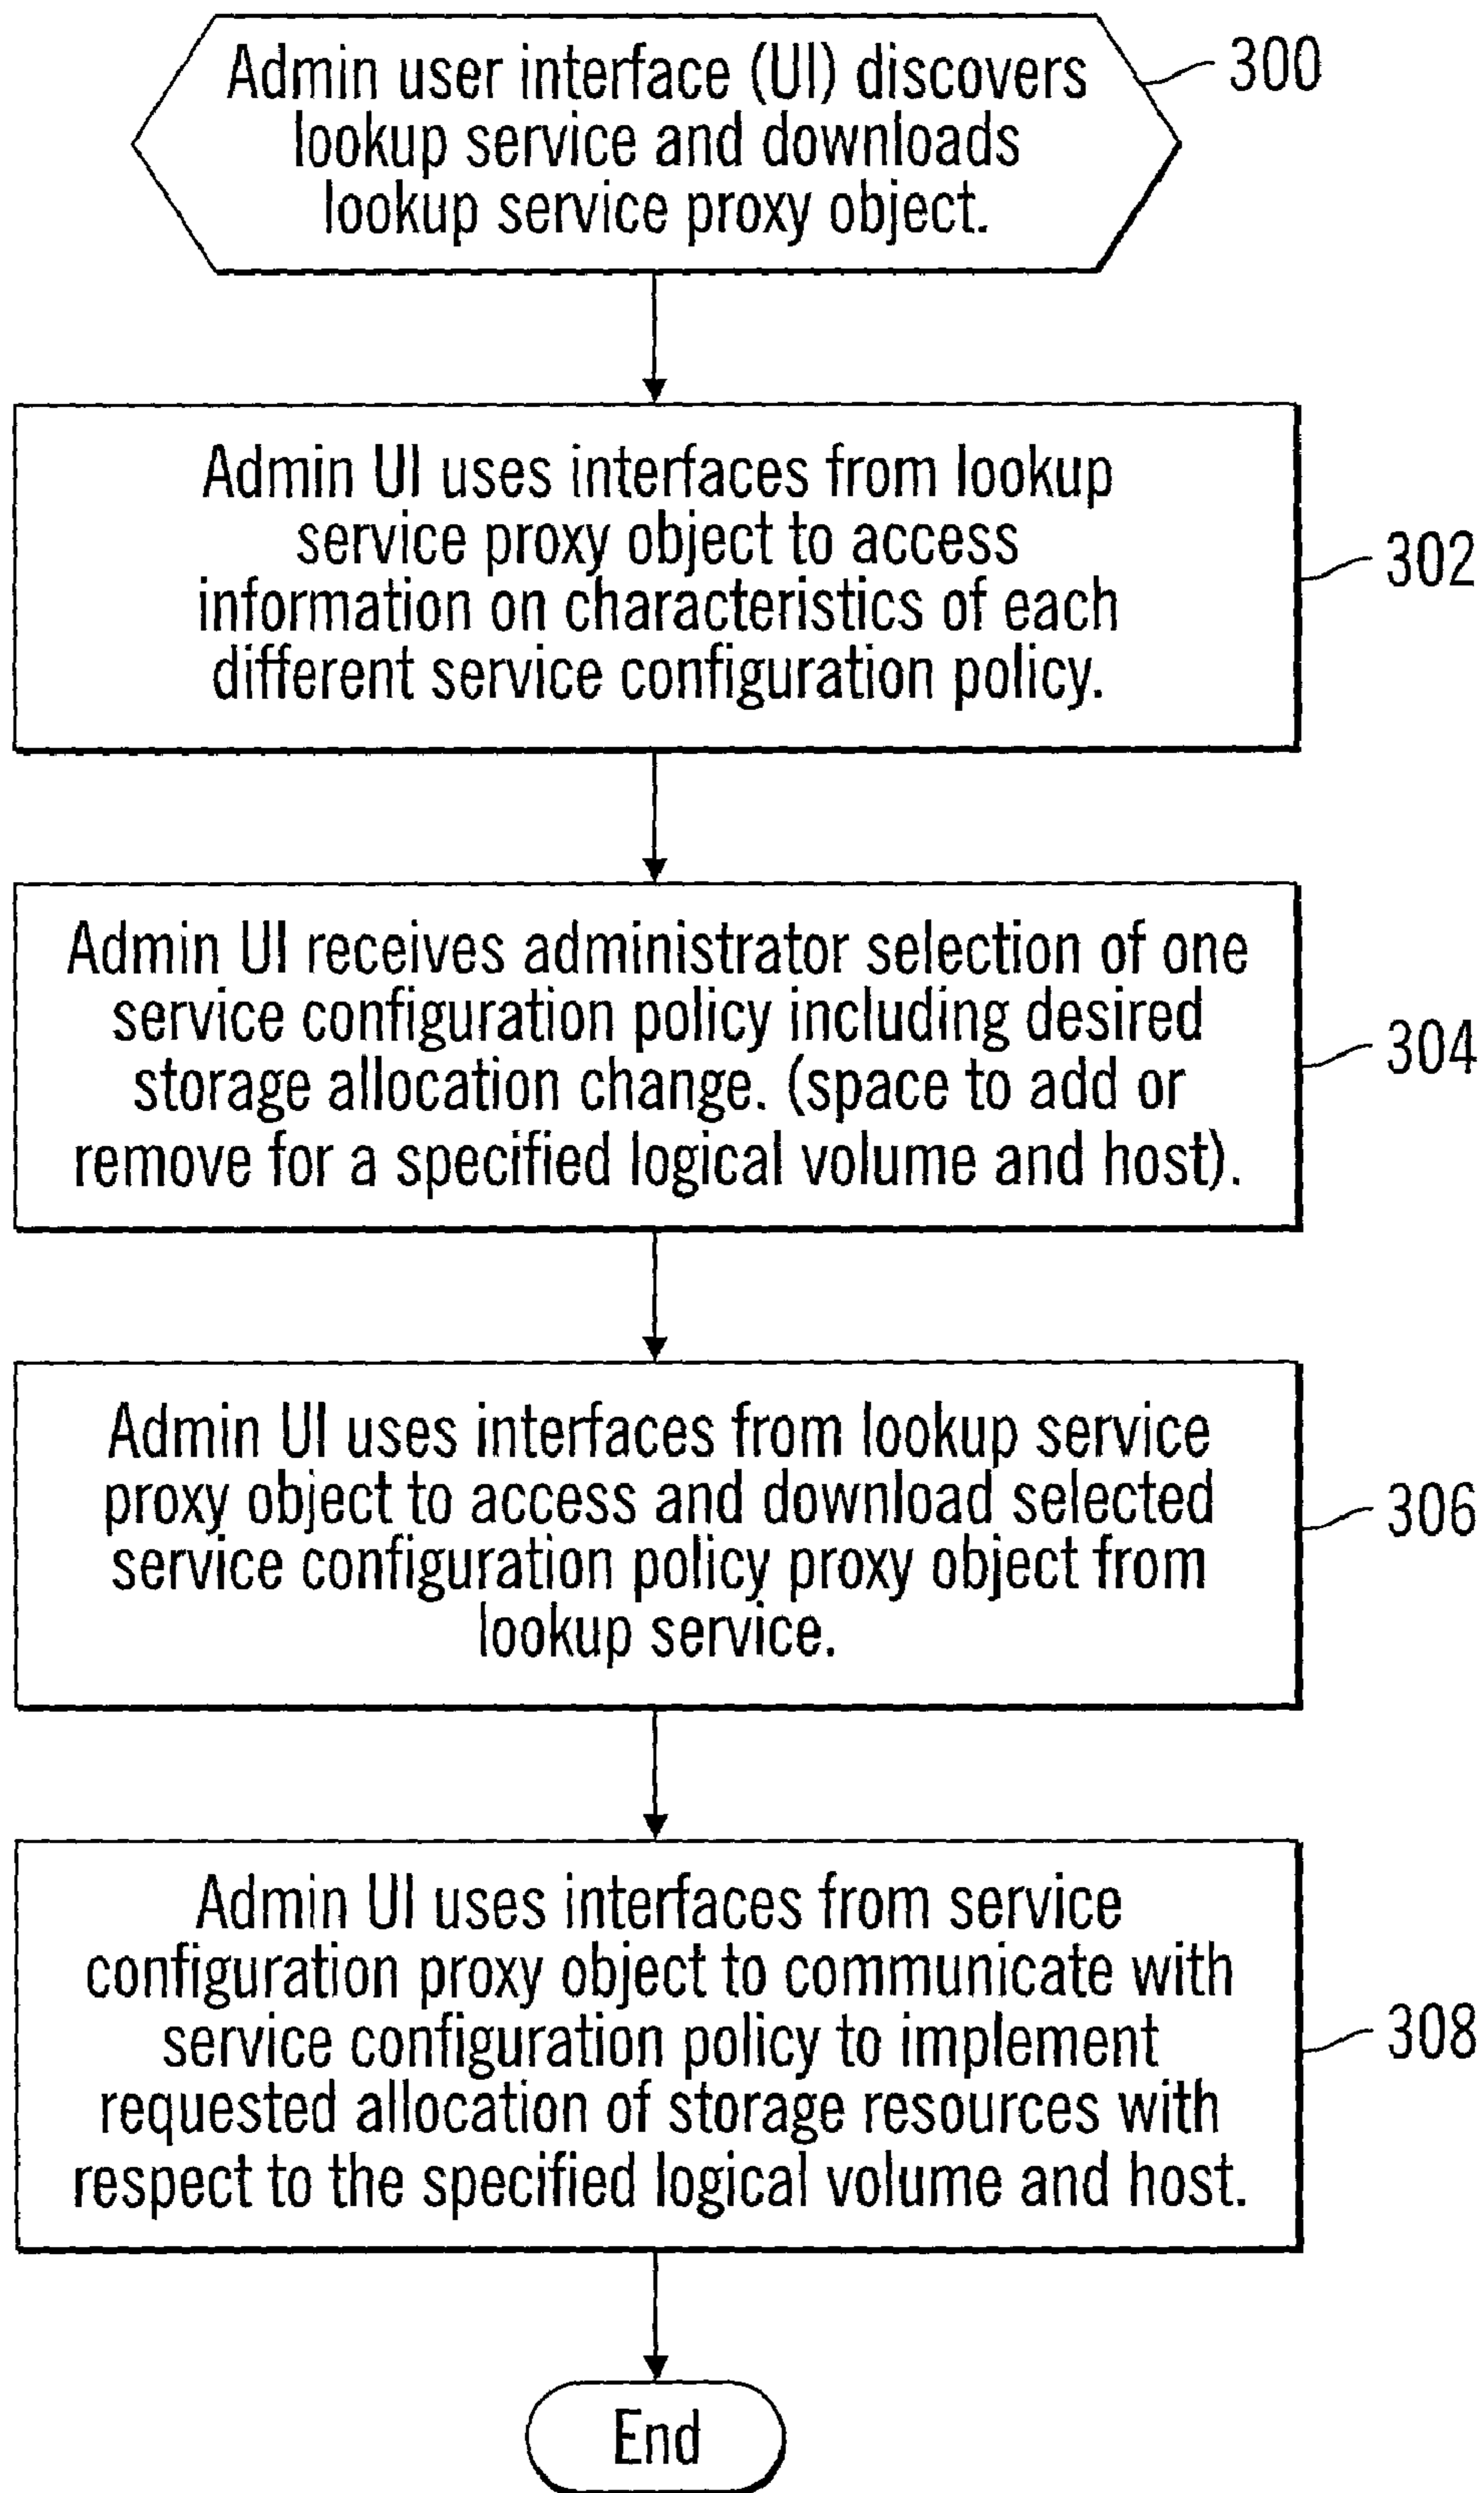 Admin user interface (UI) discovers
lookup service and downloads
lookup service proxy object.
300
Admin UI uses interfaces from lookup
service proxy object to access
information on characteristics of each
different service configuration policy.
302
Admin UI receives administrator selection of one
service configuration policy including desired
storage allocation change. (space to add or
remove for a specified logical volume and host).
304
Admin UI uses interfaces from lookup service
proxy object to access and download selected
service configuration policy proxy object from
lookup service.
306
Admin UI uses interfaces from service
configuration proxy object to communicate with
service configuration policy to implement
requested allocation of storage resources with
respect to the specified logical volume and host.
308
End